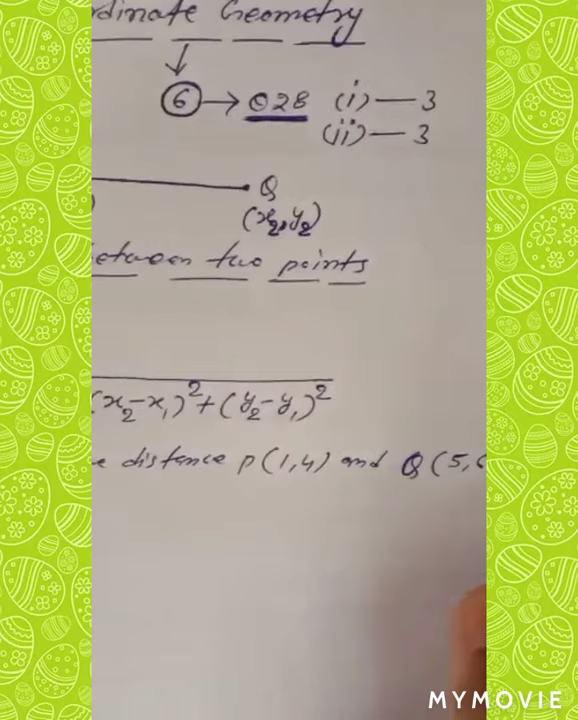 rdinate Geometry
6 → Q28 (i) — 3
(ii) — 3
Q
(x₂, y₂)
etween two points
(x₂-x₁)²+(y₂-y₁)²
e distance P(1,4) and Q(5,
MYMOVIE